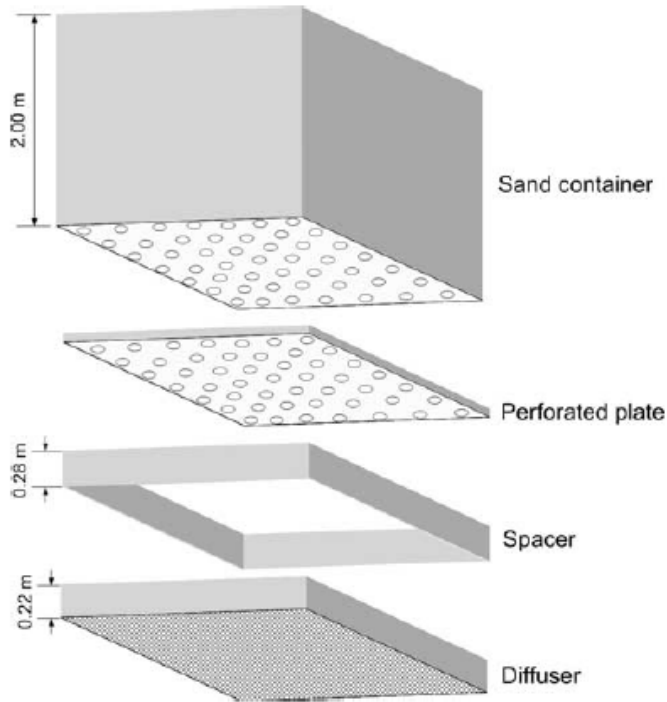 2.00 m
Sand container
Perforated plate
0.28 m
Spacer
0.22 m
Diffuser